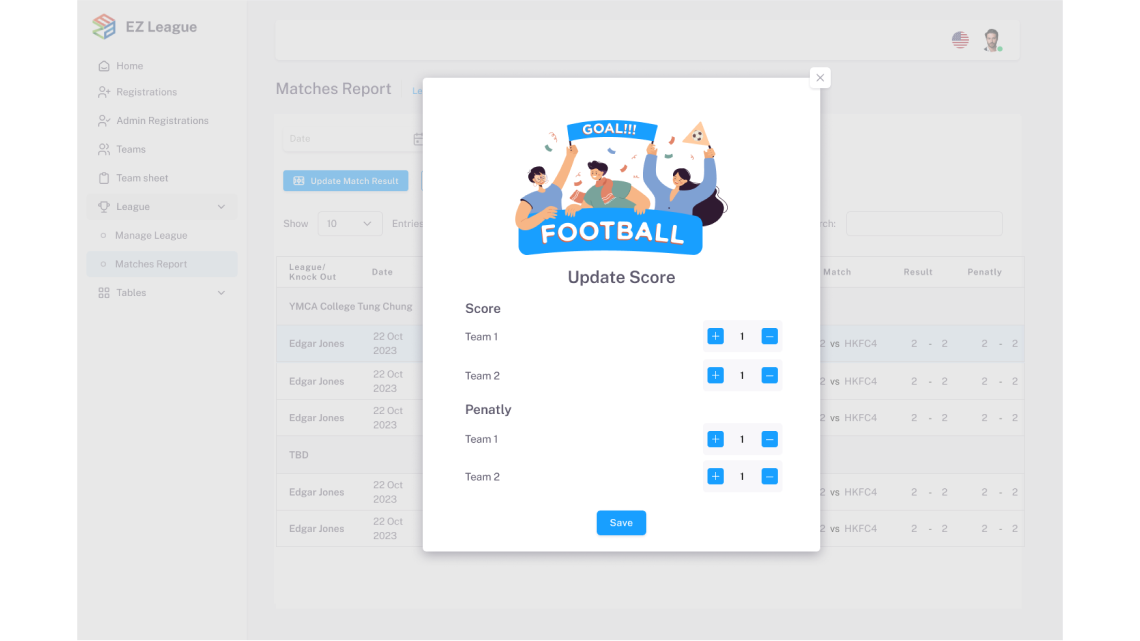 EZ League
Home
Registrations
Admin Registrations
Teams
Team sheet
League
Manage League
Matches Report
Tables
Matches Report
Date
Update Match Result
Show 10 Entries
League/
Knock Out
Date
Match
Result
Penatly
YMCA College Tung Chung
Edgar Jones
22 Oct
2023
2 vs HKFC4 2 - 2 2 - 2
Edgar Jones
22 Oct
2023
2 vs HKFC4 2 - 2 2 - 2
Edgar Jones
22 Oct
2023
2 vs HKFC4 2 - 2 2 - 2
TBD
Edgar Jones
22 Oct
2023
2 vs HKFC4 2 - 2 2 - 2
Edgar Jones
22 Oct
2023
2 vs HKFC4 2 - 2 2 - 2
GOAL!!!
FOOTBALL
Update Score
Score
Team 1 + 1 −
Team 2 + 1 −
Penatly
Team 1 + 1 −
Team 2 + 1 −
Save